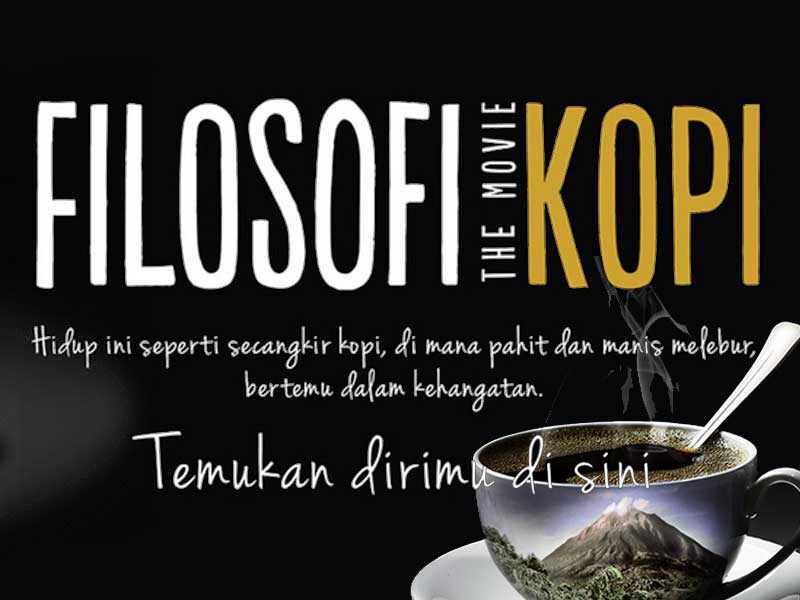 FILOSOFI THE MOVIE KOPI
Hidup ini seperti secangkir kopi, di mana pahit dan manis melebur,
bertemu dalam kehangatan.
Temukan dirimu di sini